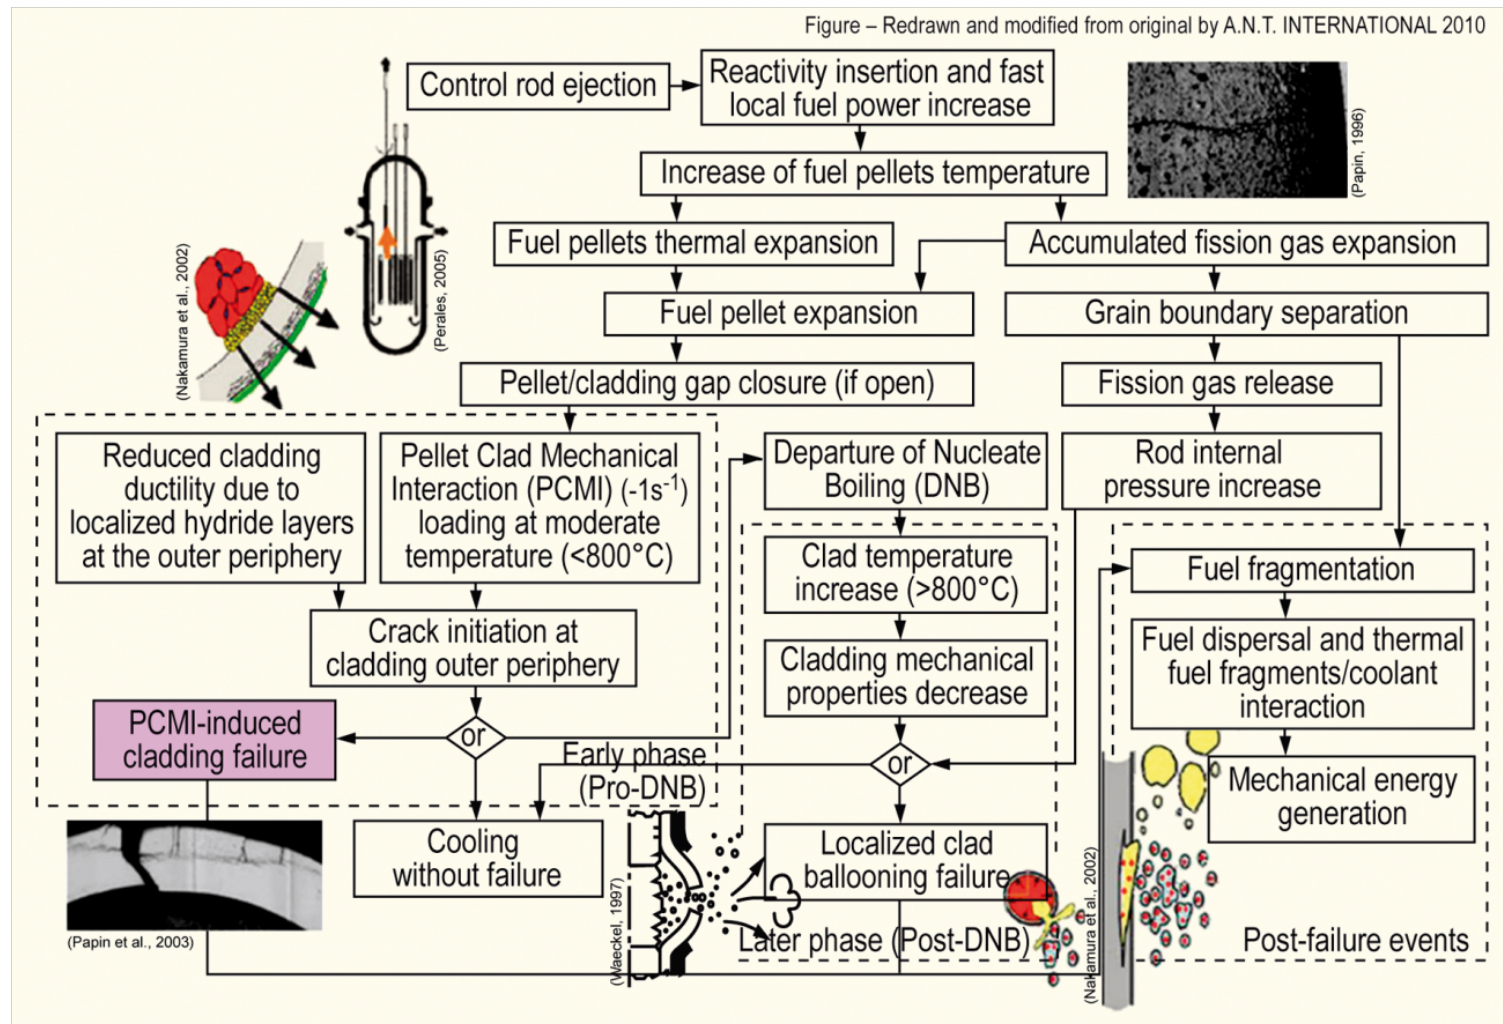 Figure – Redrawn and modified from original by A.N.T. INTERNATIONAL 2010
Control rod ejection
Reactivity insertion and fast
local fuel power increase
(Papin, 1996)
Increase of fuel pellets temperature
Fuel pellets thermal expansion
Accumulated fission gas expansion
(Nakamura et al., 2002)
(Perales, 2005)
Fuel pellet expansion
Grain boundary separation
Pellet/cladding gap closure (if open)
Fission gas release
Reduced cladding
ductility due to
localized hydride layers
at the outer periphery
Pellet Clad Mechanical
Interaction (PCMI) (-1s⁻¹)
loading at moderate
temperature (<800°C)
Departure of Nucleate
Boiling (DNB)
Rod internal
pressure increase
Clad temperature
increase (>800°C)
Fuel fragmentation
Crack initiation at
cladding outer periphery
Cladding mechanical
properties decrease
Fuel dispersal and thermal
fuel fragments/coolant
interaction
PCMI-induced
cladding failure
or
Early phase
(Pro-DNB)
or
Mechanical energy
generation
Cooling
without failure
Localized clad
ballooning failure
(Papin et al., 2003)
(Waeckel, 1997)
Later phase (Post-DNB)
(Nakamura et al., 2002)
Post-failure events